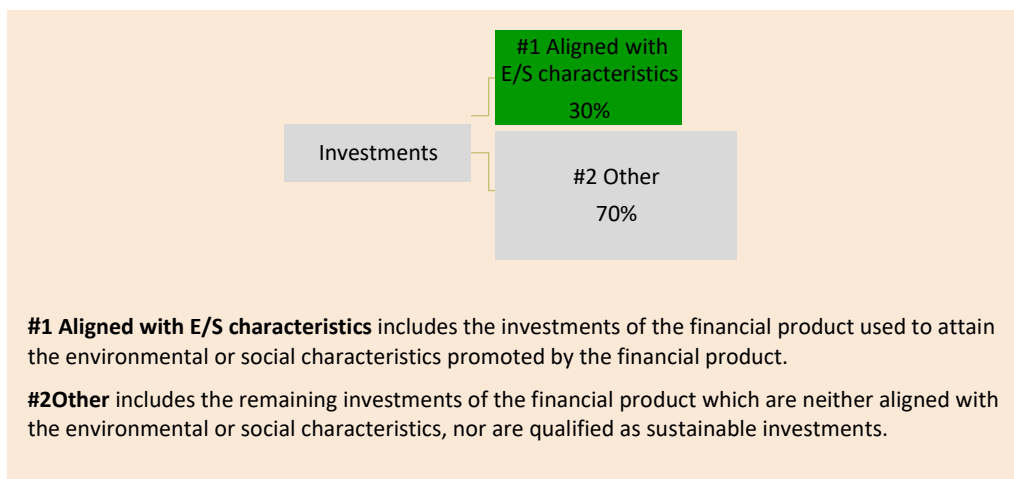 #1 Aligned with
E/S characteristics
30%
Investments
#2 Other
70%
#1 Aligned with E/S characteristics includes the investments of the financial product used to attain
the environmental or social characteristics promoted by the financial product.
#2Other includes the remaining investments of the financial product which are neither aligned with
the environmental or social characteristics, nor are qualified as sustainable investments.